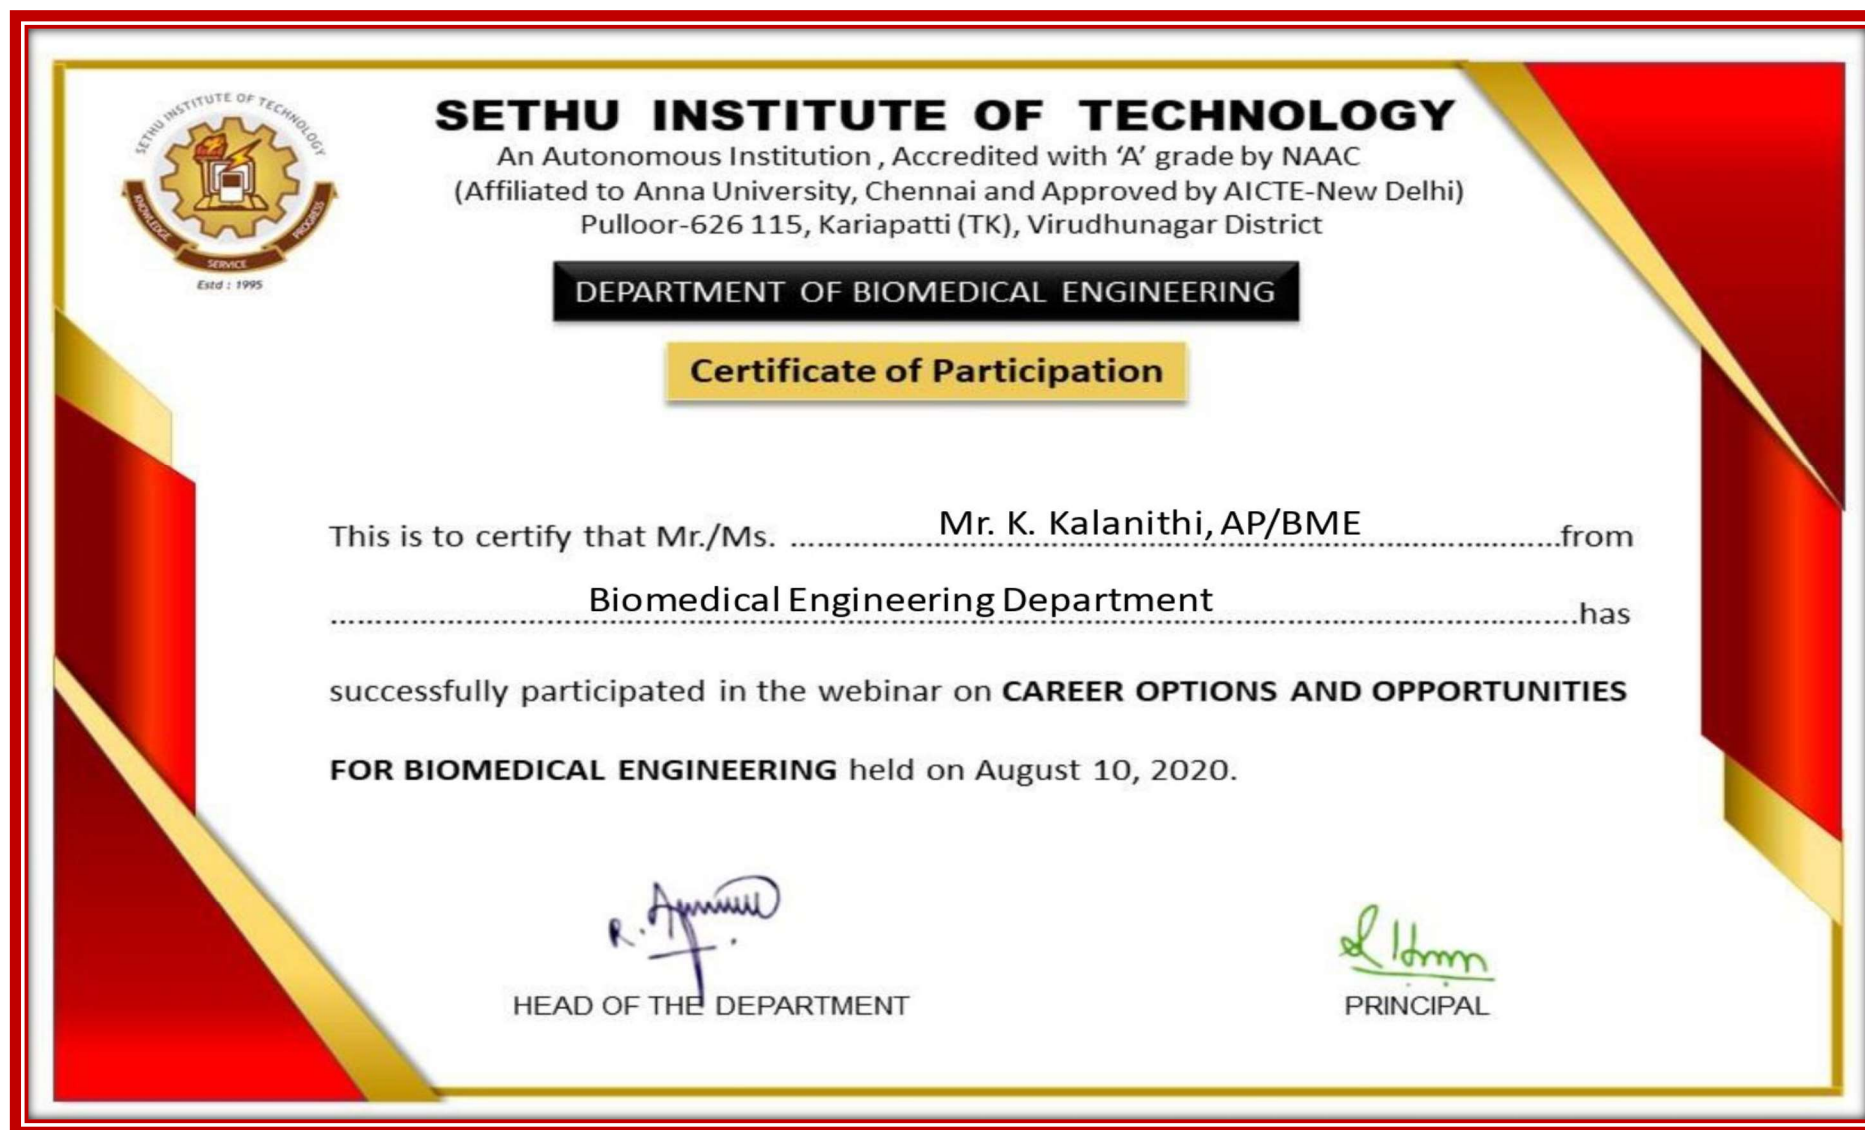 SETHU INSTITUTE OF TECHNOLOGY
KNOWLEDGE
SERVICE
PROGRESS
Estd : 1995
SETHU INSTITUTE OF TECHNOLOGY
An Autonomous Institution , Accredited with ‘A’ grade by NAAC
(Affiliated to Anna University, Chennai and Approved by AICTE-New Delhi)
Pulloor-626 115, Kariapatti (TK), Virudhunagar District
DEPARTMENT OF BIOMEDICAL ENGINEERING
Certificate of Participation
This is to certify that Mr./Ms. Mr. K. Kalanithi, AP/BME from
Biomedical Engineering Department has
successfully participated in the webinar on CAREER OPTIONS AND OPPORTUNITIES
FOR BIOMEDICAL ENGINEERING held on August 10, 2020.
HEAD OF THE DEPARTMENT
PRINCIPAL